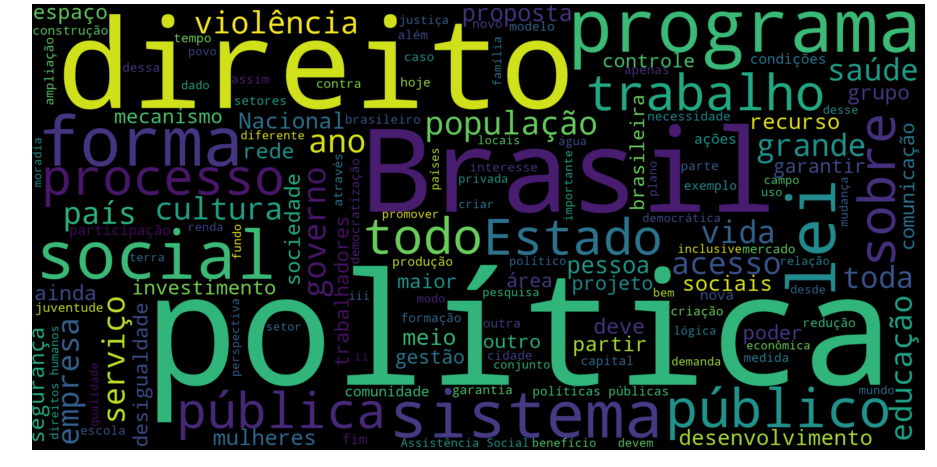 espaço
construção
violência
justiça
além
proposta
novo
modelo
programa
direito
tempo
povo
ampliação
dessa
dado
assim
contra
hoje
caso
família
controle
apenas
condições
saúde
setores
trabalho
grupo
mecanismo
Nacional
brasileiro
diferente
ano
população
locais
brasileira
necessidade
desse
recurso
ações
grande
garantir
sobre
comunicação
forma
rede
através
países
interesse
água
Brasil
moradia
processo
privada
importante
plano
parte
exemplo
campo
uso
lei
mudança
país
cultura
sociedade
governo
democratização
criar
promover
democrática
participação
renda
fundo
todo
Estado
vida
inclusive
mercado
relação
toda
social
terra
trabalhadores
produção
político
pessoa
acesso
desde
ainda
investimento
iii
maior
área
projeto
sociais
juventude
modo
pesquisa
bem
nova
criação
redução
educação
segurança
direitos humanos
empresa
qualidade
serviço
desigualdade
perspectiva
setor
política
formação
outra
meio
outro
deve
partir
poder
lógica
econômica
gestão
cidade
conjunto
capital
demanda
medida
ii
comunidade
garantia
políticas públicas
mundo
escola
pública
sistema
público
mulheres
fim
Assistência Social
benefício
devem
desenvolvimento